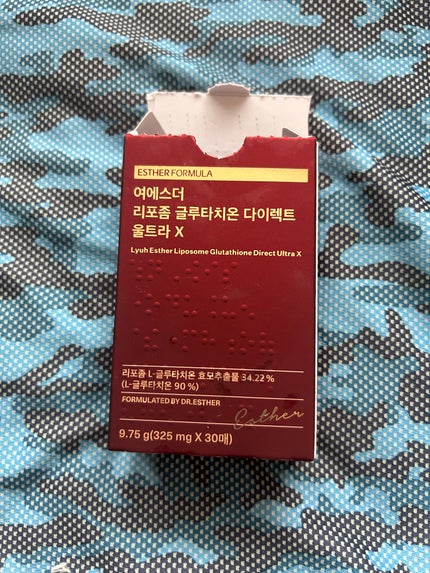 ESTHER FORMULA
여에스더
리포좀 글루타치온 다이렉트
울트라 X
Lyuh Esther Liposome Glutathione Direct Ultra X
리포좀 L-글루타치온 효모추출물 34.22 %
(L-글루타치온 90 %)
FORMULATED BY DR.ESTHER
Esther
9.75 g(325 mg X 30매)